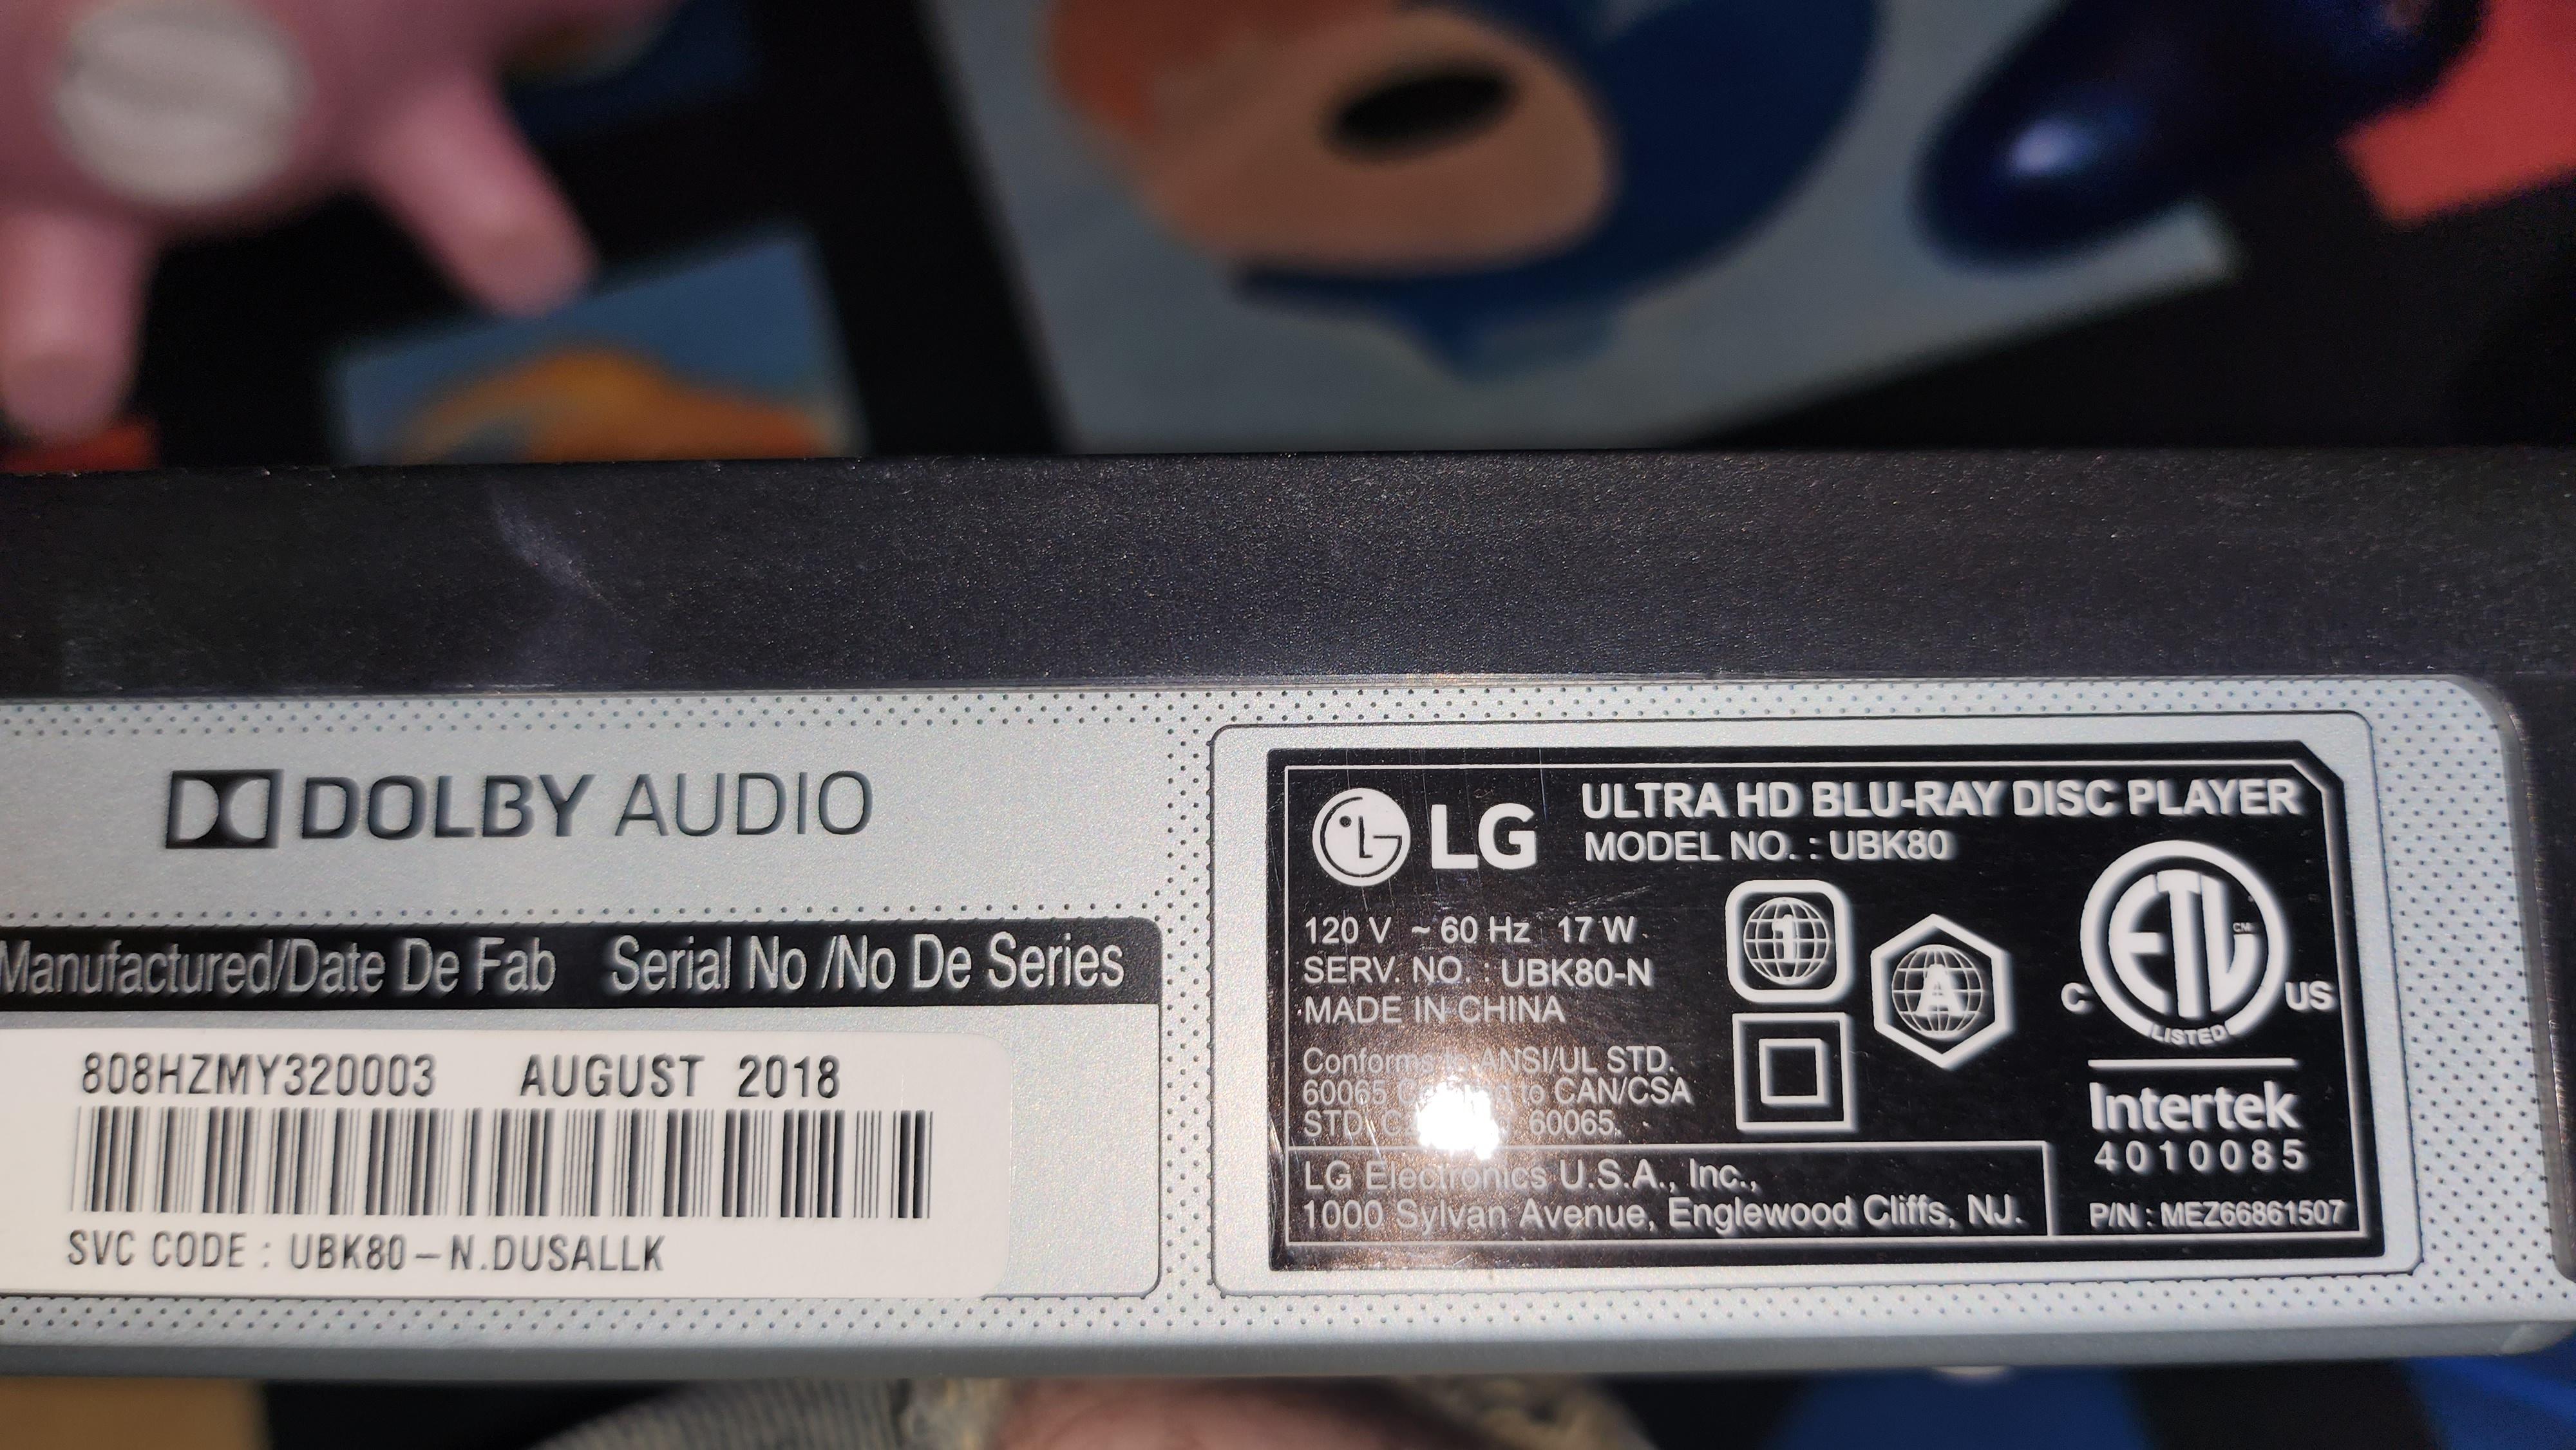 DOLBY AUDIO
Manufactured/Date De Fab Serial No /No De Series
808HZMY320003 AUGUST 2018
SVC CODE : UBK80-N.DUSALLK
LG
ULTRA HD BLU-RAY DISC PLAYER
MODEL NO. : UBK80
120 V ~ 60 Hz 17 W
SERV. NO. : UBK80-N
MADE IN CHINA
Conforms to ANSI/UL STD.
60065 to CAN/CSA
STD. 60065.
LG Electronics U.S.A., Inc.,
1000 Sylvan Avenue, Englewood Cliffs, NJ.
1
A
ETL CM
C US
LISTED
Intertek
4010085
P/N : MEZ66861507